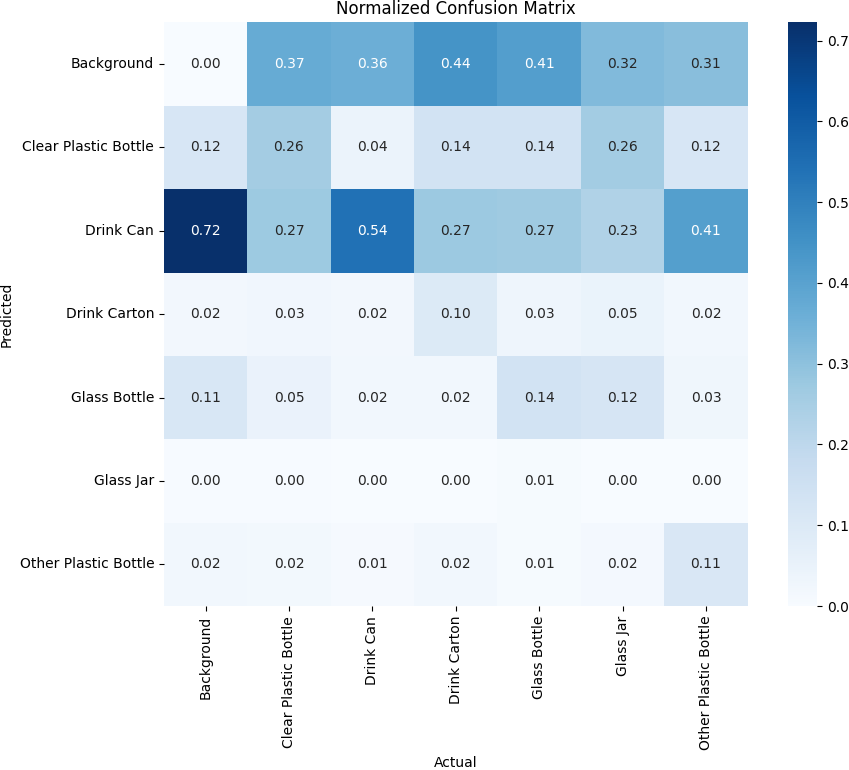 Normalized Confusion Matrix
Background 0.00 0.37 0.36 0.44 0.41 0.32 0.31
Clear Plastic Bottle 0.12 0.26 0.04 0.14 0.14 0.26 0.12
Drink Can 0.72 0.27 0.54 0.27 0.27 0.23 0.41
Drink Carton 0.02 0.03 0.02 0.10 0.03 0.05 0.02
Glass Bottle 0.11 0.05 0.02 0.02 0.14 0.12 0.03
Glass Jar 0.00 0.00 0.00 0.00 0.01 0.00 0.00
Other Plastic Bottle 0.02 0.02 0.01 0.02 0.01 0.02 0.11
Predicted
Background
Clear Plastic Bottle
Drink Can
Drink Carton
Glass Bottle
Glass Jar
Other Plastic Bottle
Actual
0.7
0.6
0.5
0.4
0.3
0.2
0.1
0.0